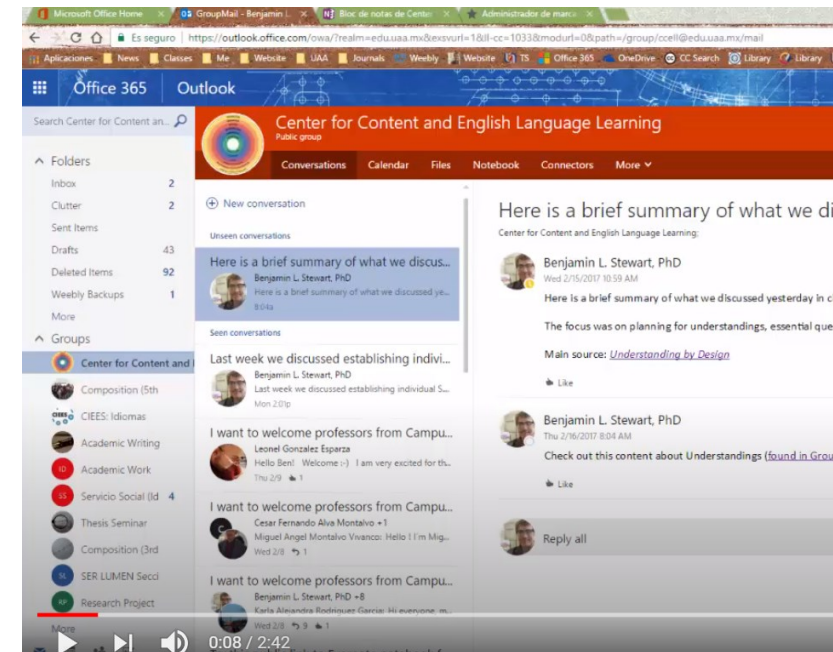 Microsoft Office Home
GroupMail - Benjamin L.
Bloc de notas de Center
Administrador de marca
Es seguro
https://outlook.office.com/owa/?realm=edu.uaa.mx&exsvurl=1&ll-cc=1033&modurl=0&path=/group/ccell@edu.uaa.mx/mail
Aplicaciones News Classes Me Website UAA Journals Weebly Website TS Office 365 OneDrive CC Search Library Library
Office 365 Outlook
Search Center for Content an...
Center for Content and English Language Learning
Public group
Conversations Calendar Files Notebook Connectors More
Folders
Inbox 2
Clutter 2
Sent Items
Drafts 43
Deleted Items 92
Weebly Backups 1
More
Groups
Center for Content and
Composition (5th
CIEES: Idiomas
Academic Writing
AD Academic Work
SS Servicio Social (Id 4
Thesis Seminar
Composition (3rd
SL SER LUMEN Secci
RP Research Project
More
New conversation
Unseen conversations
Here is a brief summary of what we discus...
Benjamin L. Stewart, PhD
Here is a brief summary of what we discussed ye...
8:04a
Seen conversations
Last week we discussed establishing indivi...
Benjamin L. Stewart, PhD
Last week we discussed establishing individual S...
Mon 2:01p
I want to welcome professors from Campu...
Leonel Gonzalez Esparza
Hello Ben! Welcome :-) I am very excited for th...
Thu 2/9 1
I want to welcome professors from Campu...
Cesar Fernando Alva Montalvo +1
Miguel Angel Montalvo Vivanco: Hello ! I'm Mig...
Wed 2/8 1
I want to welcome professors from Campu...
Benjamin L. Stewart, PhD +8
Karla Alejandra Rodriguez Garcia: Hi everyone, m...
Wed 2/8 9 1
Here is a brief summary of what we di
Center for Content and English Language Learning;
Benjamin L. Stewart, PhD
Wed 2/15/2017 10:59 AM
Here is a brief summary of what we discussed yesterday in c
The focus was on planning for understandings, essential que
Main source: Understanding by Design
Like
Benjamin L. Stewart, PhD
Thu 2/16/2017 8:04 AM
Check out this content about Understandings (found in Grou
Like
Reply all
0:08 / 2:42